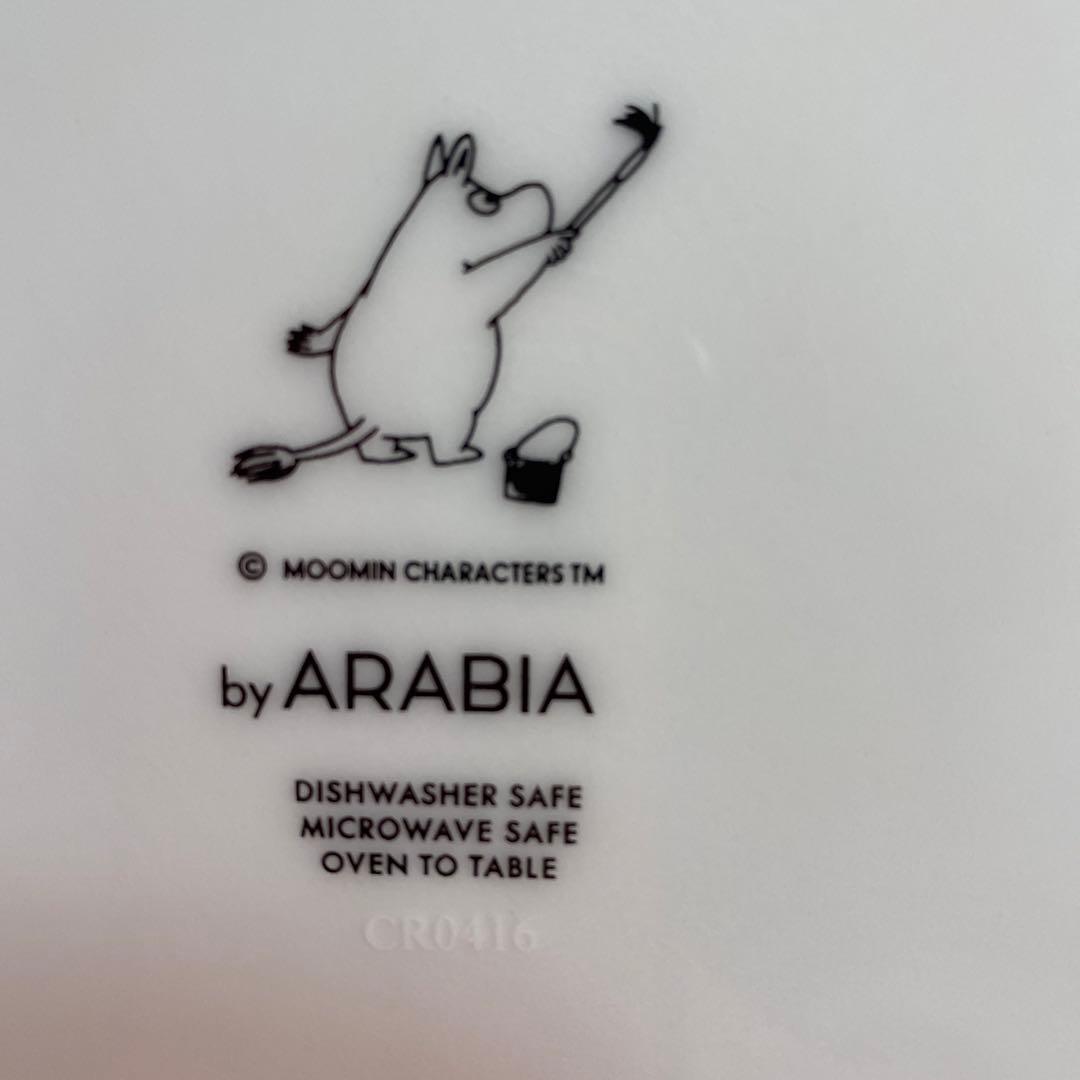 © MOOMIN CHARACTERS TM
by ARABIA
DISHWASHER SAFE
MICROWAVE SAFE
OVEN TO TABLE
CR0416